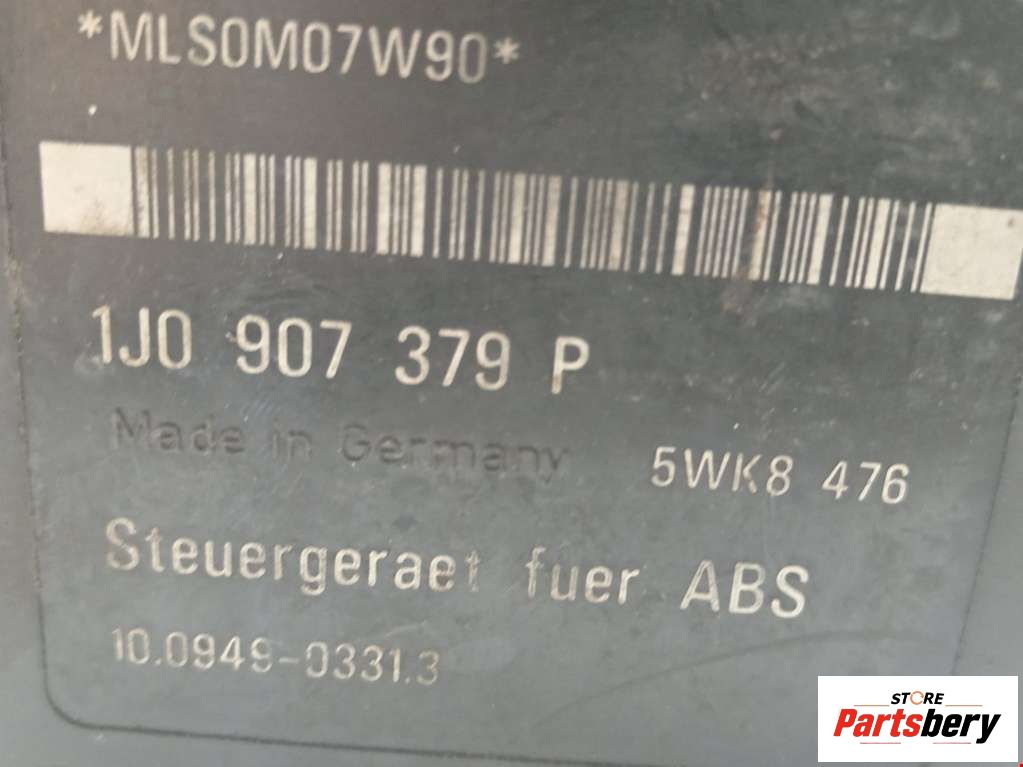 *MLS0M07W90*
1J0 907 379 P
Made in Germany
5WK8 476
Steuergeraet fuer ABS
10.0949-0331.3
STORE
Partsbery